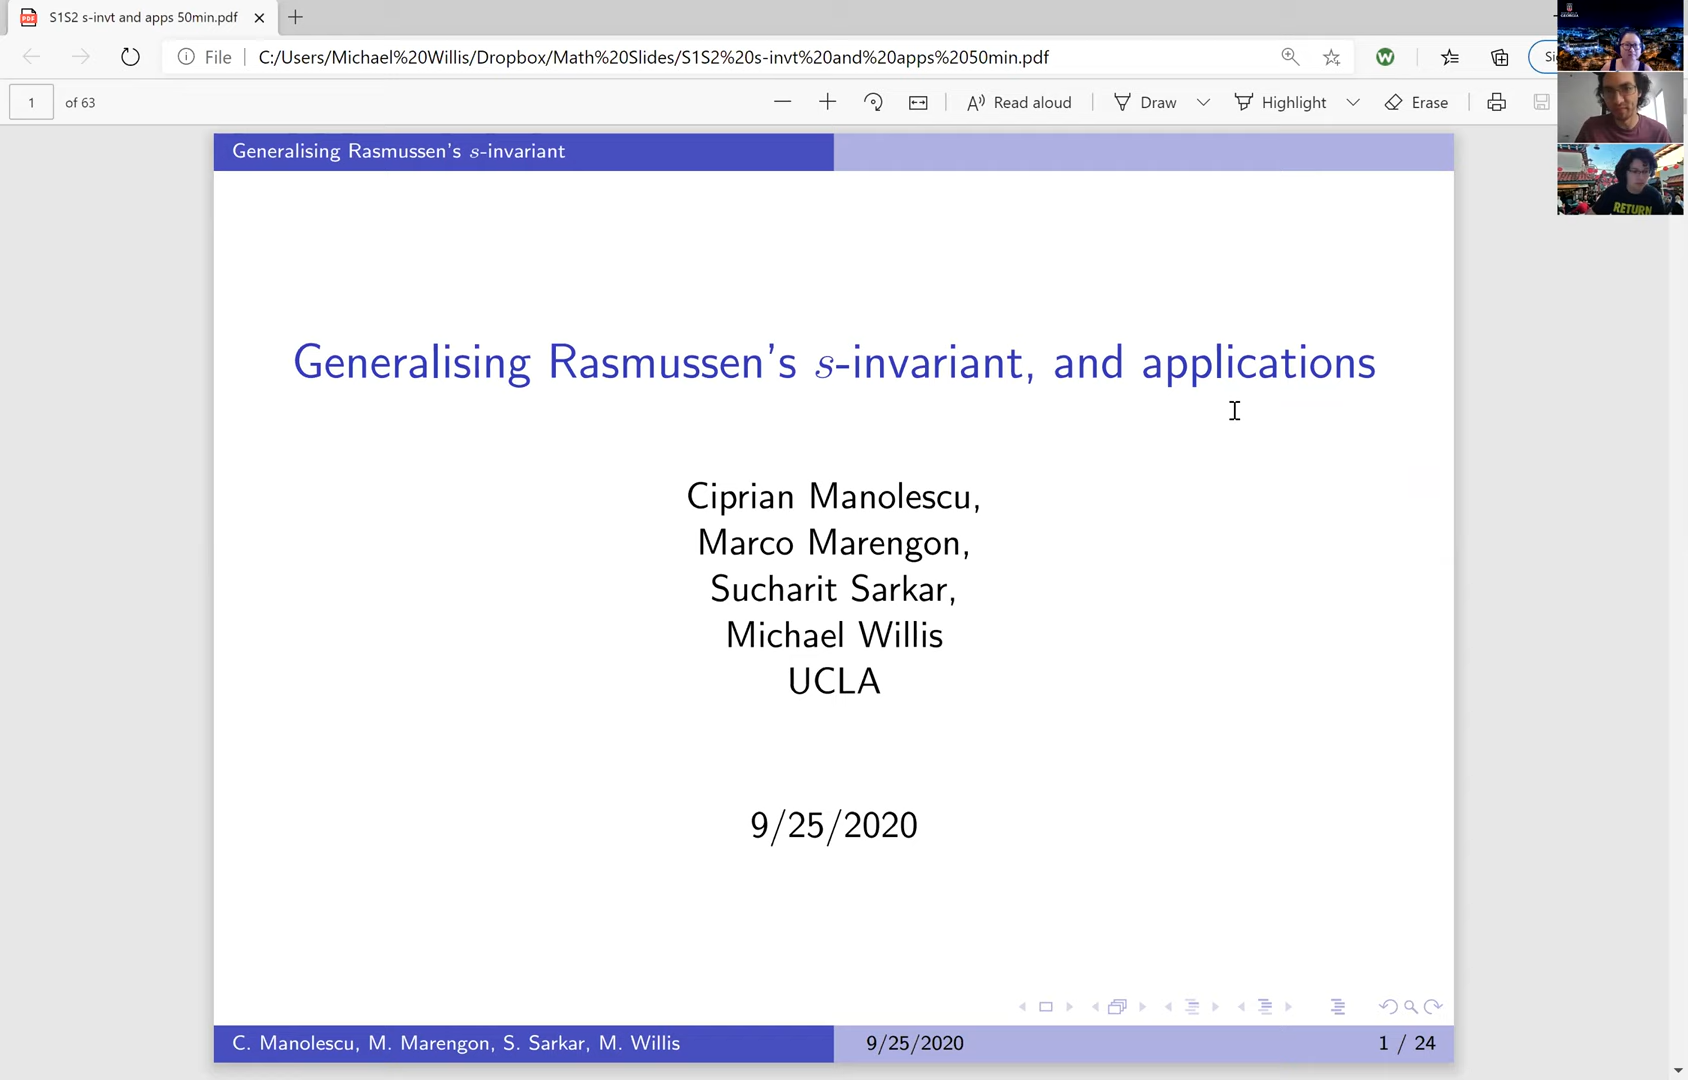 S1S2 s-invt and apps 50min.pdf
File
C:/Users/Michael%20Willis/Dropbox/Math%20Slides/S1S2%20s-invt%20and%20apps%2050min.pdf
1 of 63
Read aloud
Draw
Highlight
Erase
GEORGIA
RETURN
Generalising Rasmussen's s-invariant
Generalising Rasmussen's s-invariant, and applications
Ciprian Manolescu,
Marco Marengon,
Sucharit Sarkar,
Michael Willis
UCLA
9/25/2020
C. Manolescu, M. Marengon, S. Sarkar, M. Willis 9/25/2020 1 / 24